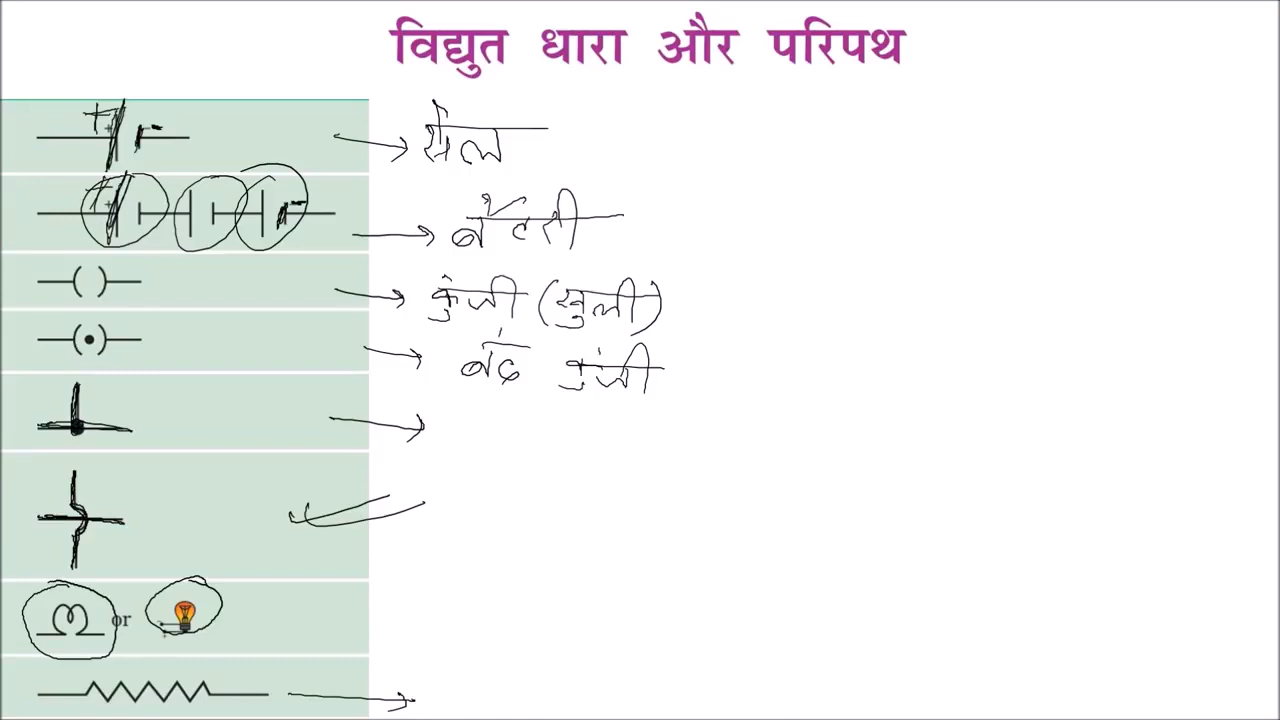 विद्युत धारा और परिपथ
+ -
सेल
+ -
बैटरी
कुंजी (खुली)
बंद कुंजी
or